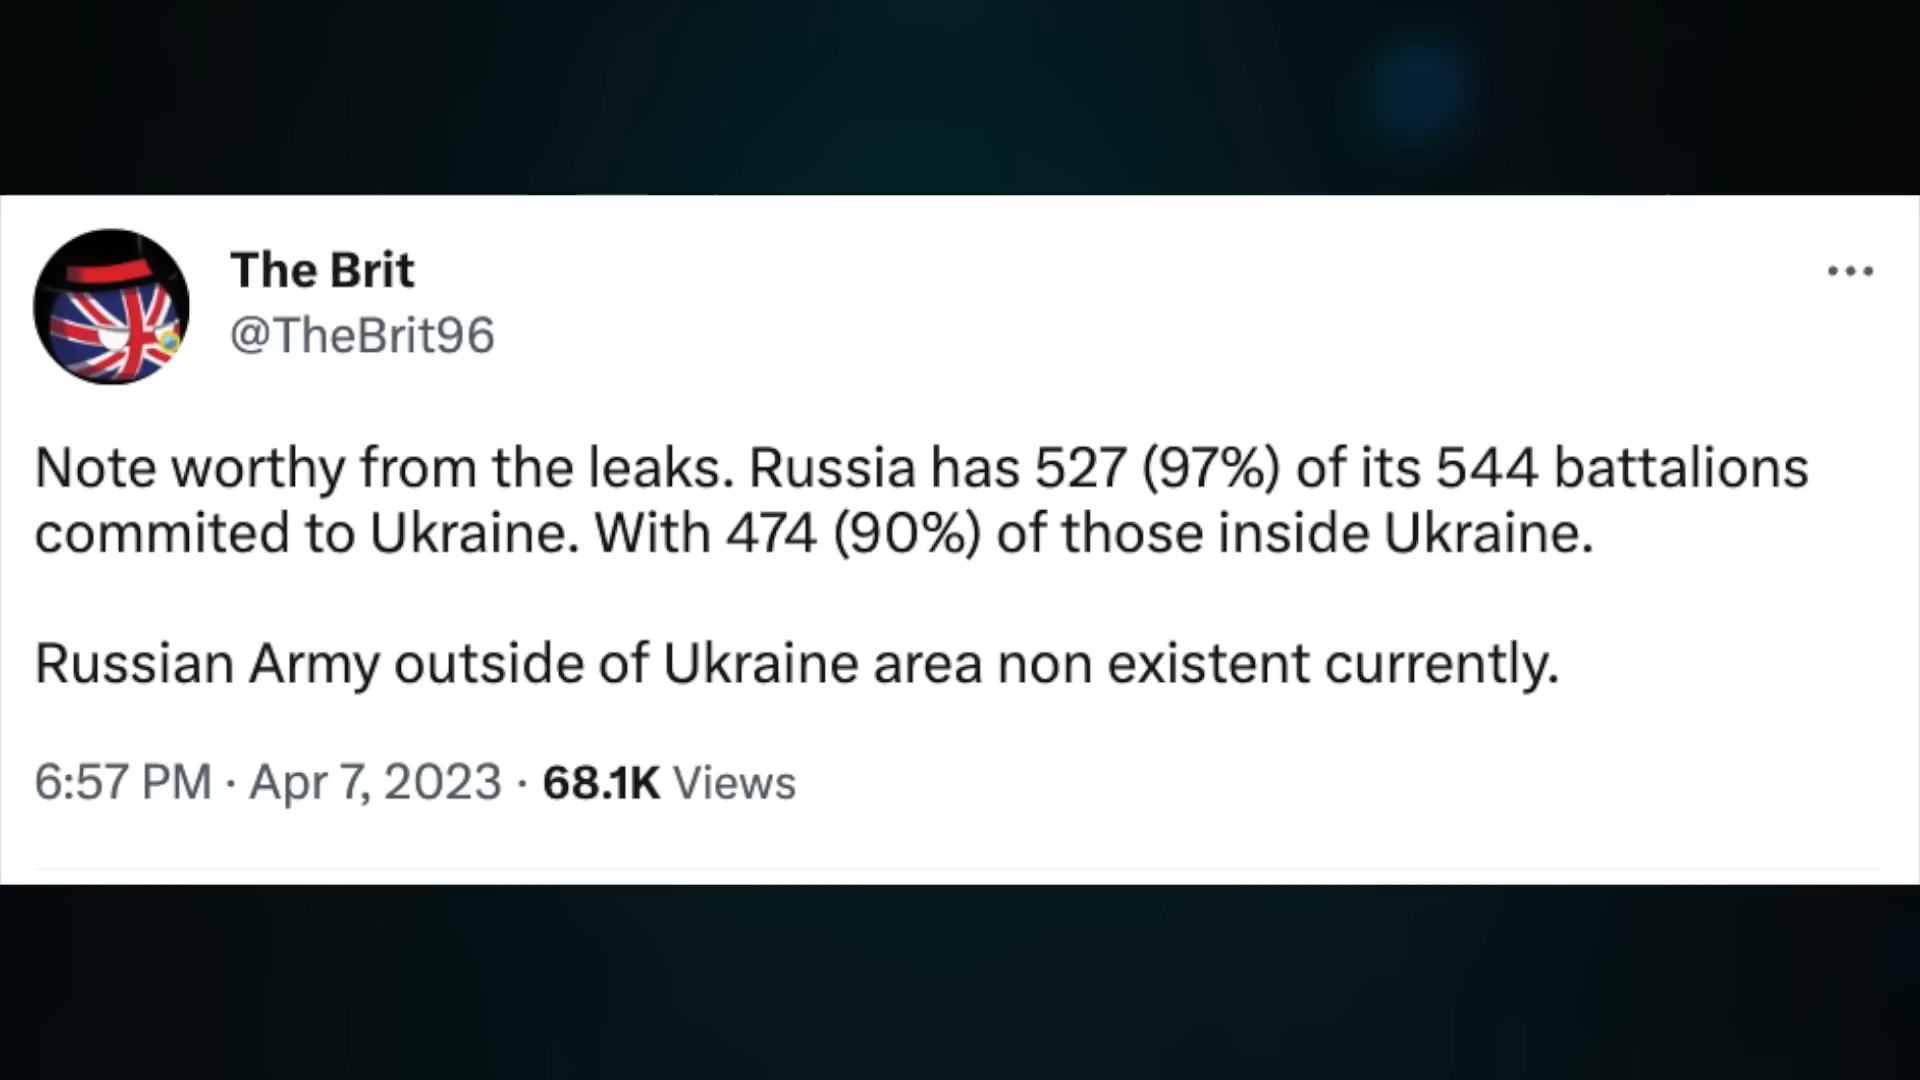 The Brit
@TheBrit96
Note worthy from the leaks. Russia has 527 (97%) of its 544 battalions
commited to Ukraine. With 474 (90%) of those inside Ukraine.
Russian Army outside of Ukraine area non existent currently.
6:57 PM · Apr 7, 2023 · 68.1K Views